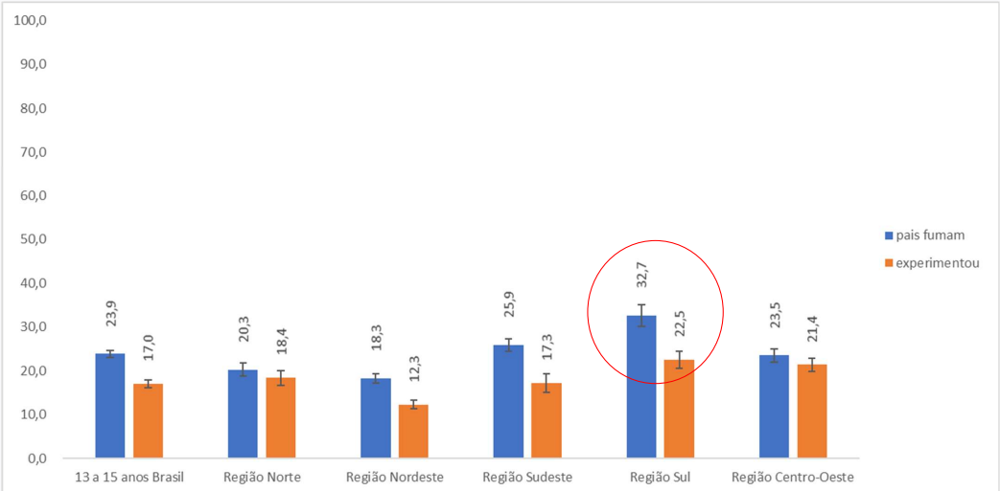 100,0
90,0
80,0
70,0
60,0
50,0
40,0
30,0
20,0
10,0
0,0
23,9
17,0
20,3
18,4
18,3
12,3
25,9
17,3
32,7
22,5
23,5
21,4
13 a 15 anos Brasil
Região Norte
Região Nordeste
Região Sudeste
Região Sul
Região Centro-Oeste
pais fumam
experimentou